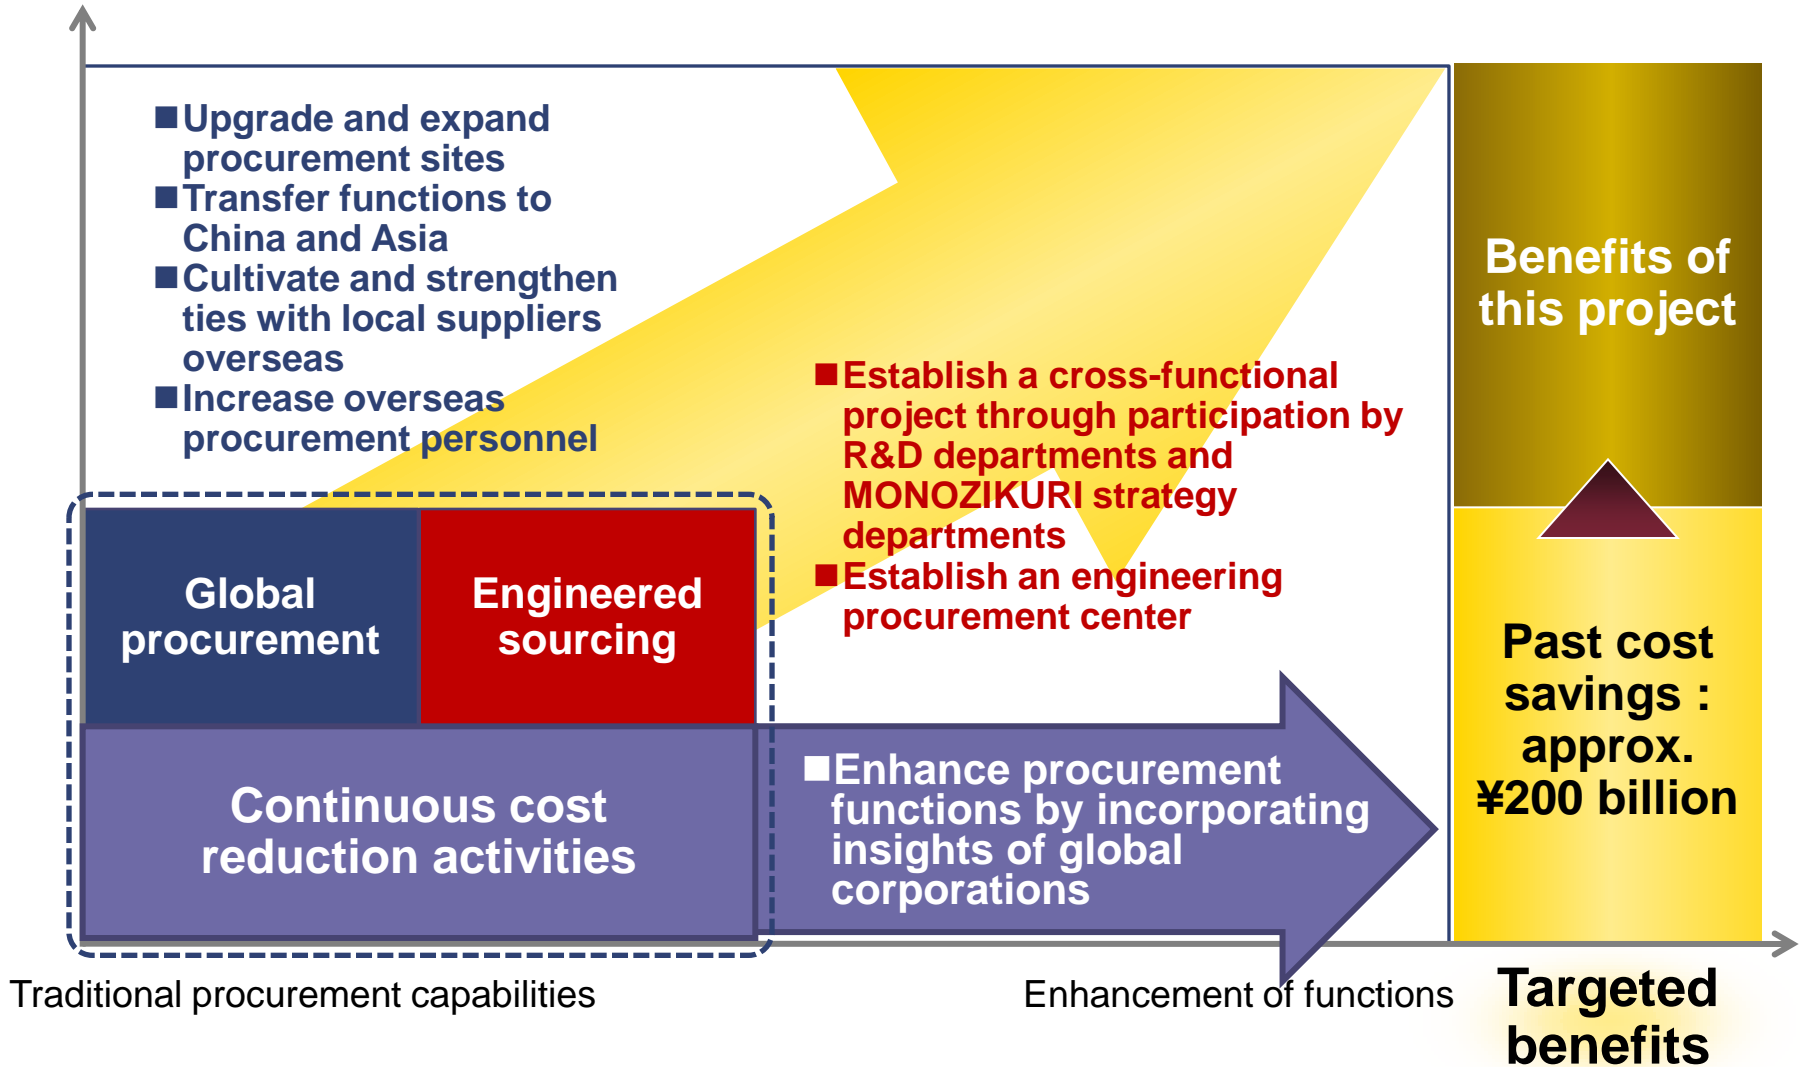 ■Upgrade and expand
procurement sites
■Transfer functions to
China and Asia
■Cultivate and strengthen
ties with local suppliers
overseas
■Increase overseas
procurement personnel
■Establish a cross-functional
project through participation by
R&D departments and
MONOZIKURI strategy
departments
■Establish an engineering
procurement center
Global
procurement
Engineered
sourcing
Continuous cost
reduction activities
■Enhance procurement
functions by incorporating
insights of global
corporations
Benefits of
this project
Past cost
savings :
approx.
¥200 billion
Traditional procurement capabilities
Enhancement of functions
Targeted
benefits